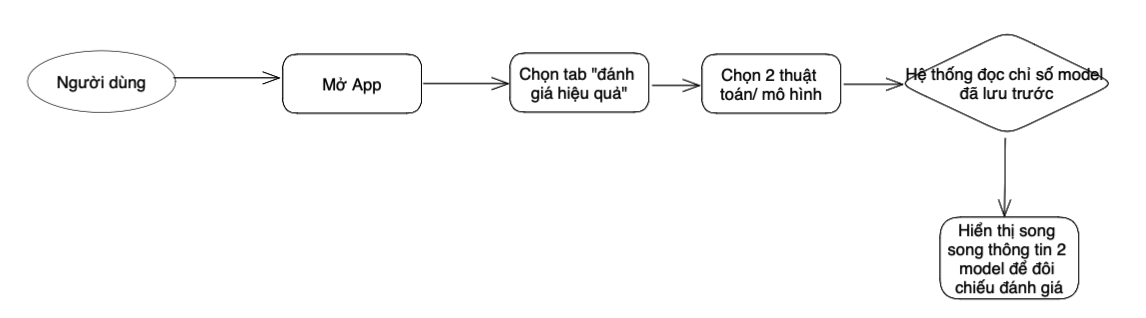 Người dùng
Mở App
Chọn tab "đánh
giá hiệu quả"
Chọn 2 thuật
toán/ mô hình
Hệ thống đọc chỉ số model
đã lưu trước
Hiển thị song
song thông tin 2
model để đôi
chiếu đánh giá